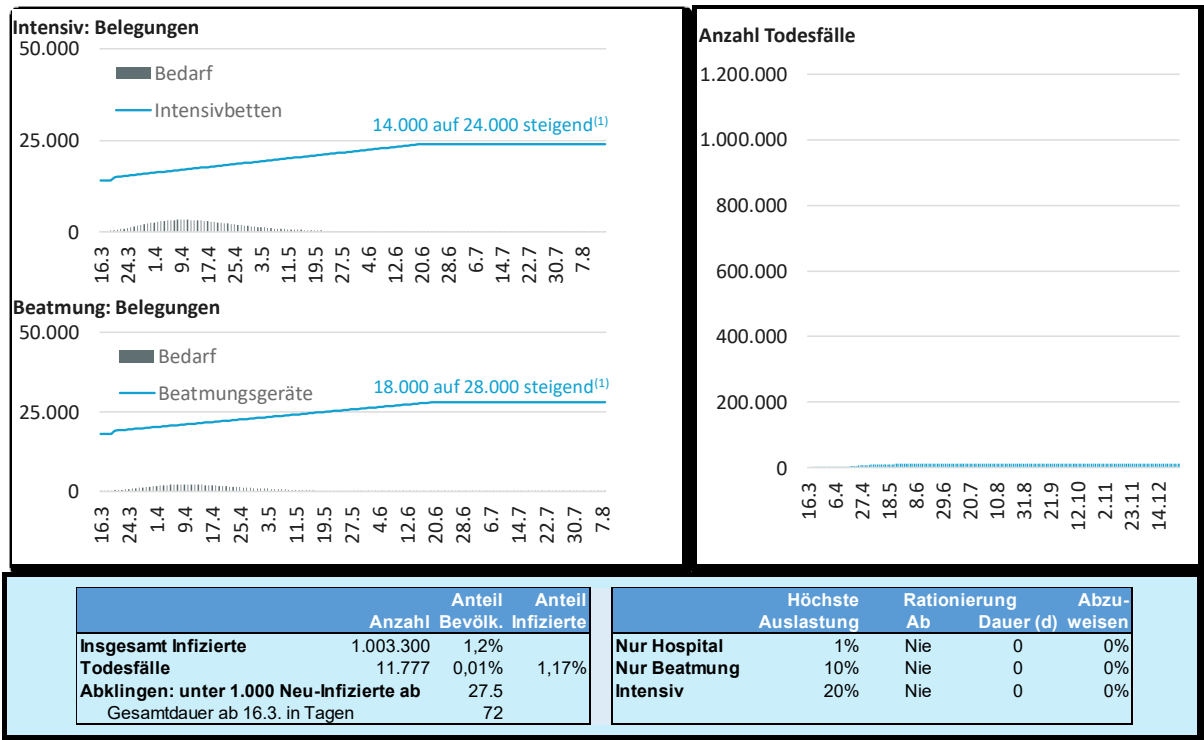 Intensiv: Belegungen
50.000
Bedarf
Intensivbetten
14.000 auf 24.000 steigend(1)
25.000
0
16.3 24.3 1.4 9.4 17.4 25.4 3.5 11.5 19.5 27.5 4.6 12.6 20.6 28.6 6.7 14.7 22.7 30.7 7.8
Beatmung: Belegungen
50.000
Bedarf
Beatmungsgeräte
18.000 auf 28.000 steigend(1)
25.000
0
16.3 24.3 1.4 9.4 17.4 25.4 3.5 11.5 19.5 27.5 4.6 12.6 20.6 28.6 6.7 14.7 22.7 30.7 7.8
Anzahl Todesfälle
1.200.000
1.000.000
800.000
600.000
400.000
200.000
0
16.3 6.4 27.4 18.5 8.6 29.6 20.7 10.8 31.8 21.9 12.10 2.11 23.11 14.12
Anteil Anteil
Anzahl Bevölk. Infizierte
Insgesamt Infizierte 1.003.300 1,2%
Todesfälle 11.777 0,01% 1,17%
Abklingen: unter 1.000 Neu-Infizierte ab 27.5
Gesamtdauer ab 16.3. in Tagen 72
Höchste Rationierung Abzu-
Auslastung Ab Dauer (d) weisen
Nur Hospital 1% Nie 0 0%
Nur Beatmung 10% Nie 0 0%
Intensiv 20% Nie 0 0%